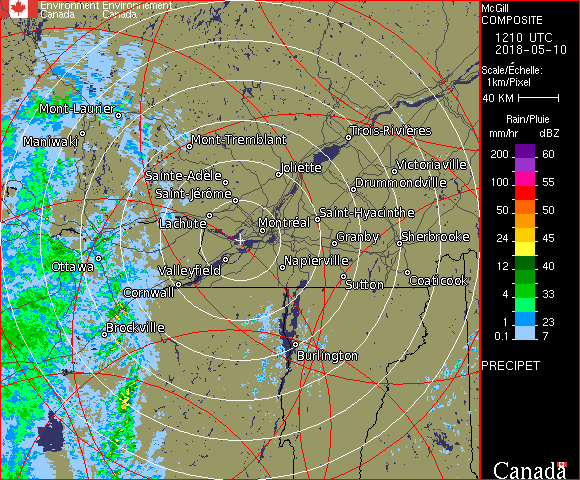 Environment Environnement
Canada Canada
McGill
COMPOSITE
1210 UTC
2018-05-10
Scale/Échelle:
1km/Pixel
40 KM
Rain/Pluie
mm/hr dBZ
200 60
100 55
50 50
24 45
12 40
4 33
1 23
0.1 7
PRECIPET
Canada
Mont-Laurier
Maniwaki
Mont-Tremblant
Trois-Rivières
Sainte-Adèle
Joliette
Victoriaville
Saint-Jérôme
Drummondville
Lachute
Montréal
Saint-Hyacinthe
Granby
Sherbrooke
Ottawa
Valleyfield
Napierville
Cornwall
Sutton
Coaticook
Brockville
Burlington